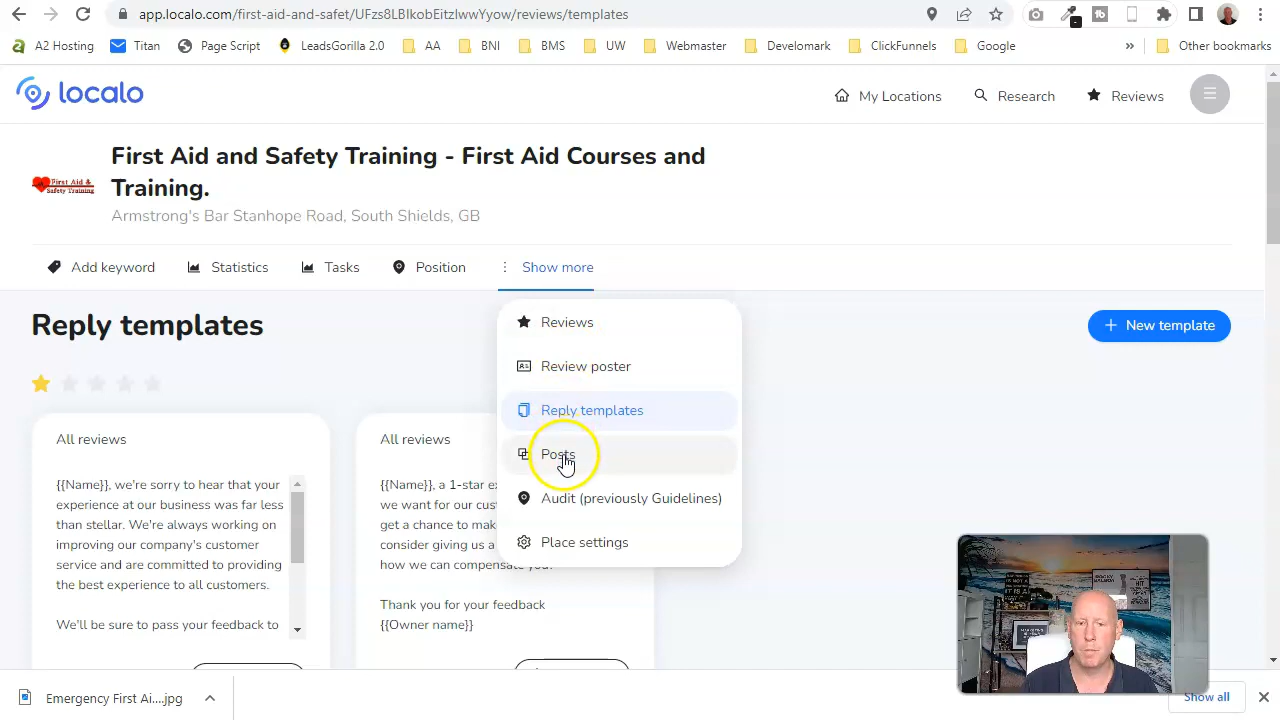 app.localo.com/first-aid-and-safet/UFzs8LBIkobEitzIwwYyow/reviews/templates
A2 Hosting
Titan
Page Script
LeadsGorilla 2.0
AA
BNI
BMS
UW
Webmaster
Develomark
ClickFunnels
Google
»
Other bookmarks
localo
My Locations
Research
Reviews
First Aid and Safety Training - First Aid Courses and
Training.
First Aid &
Safety Training
Armstrong's Bar Stanhope Road, South Shields, GB
Add keyword
Statistics
Tasks
Position
Show more
Reply templates
New template
Reviews
Review poster
Reply templates
Posts
Audit (previously Guidelines)
Place settings
All reviews
{{Name}}, we're sorry to hear that your
experience at our business was far less
than stellar. We're always working on
improving our company's customer
service and are committed to providing
the best experience to all customers.
We'll be sure to pass your feedback to
All reviews
{{Name}}, a 1-star ex
we want for our cust
get a chance to mak
consider giving us a
how we can compensate you.
Thank you for your feedback
{{Owner name}}
Emergency First Ai....jpg
Show all